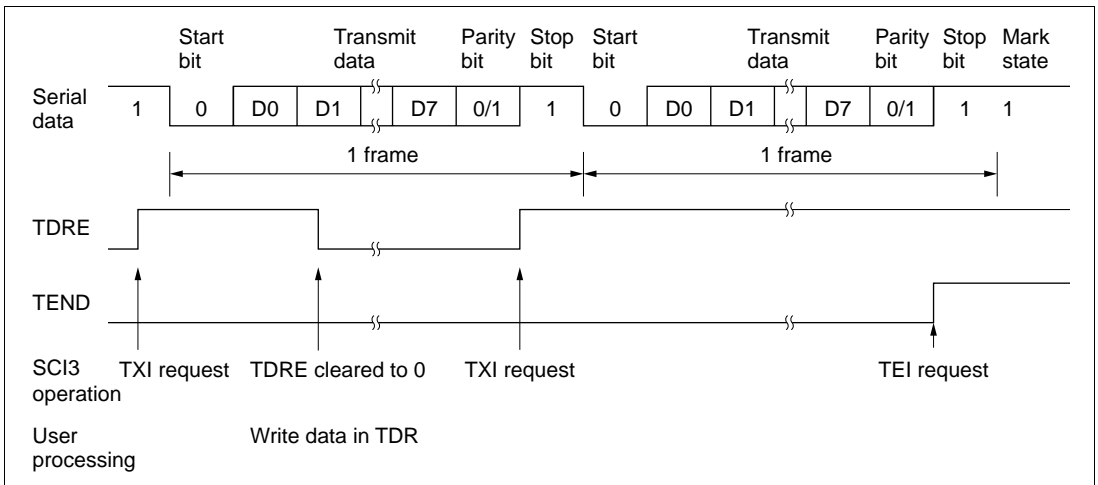 Start bit Transmit data Parity bit Stop bit Start bit Transmit data Parity bit Stop bit Mark state
Serial data 1 0 D0 D1 D7 0/1 1 0 D0 D1 D7 0/1 1 1
1 frame 1 frame
TDRE
TEND
SCI3 operation TXI request TDRE cleared to 0 TXI request TEI request
User processing Write data in TDR